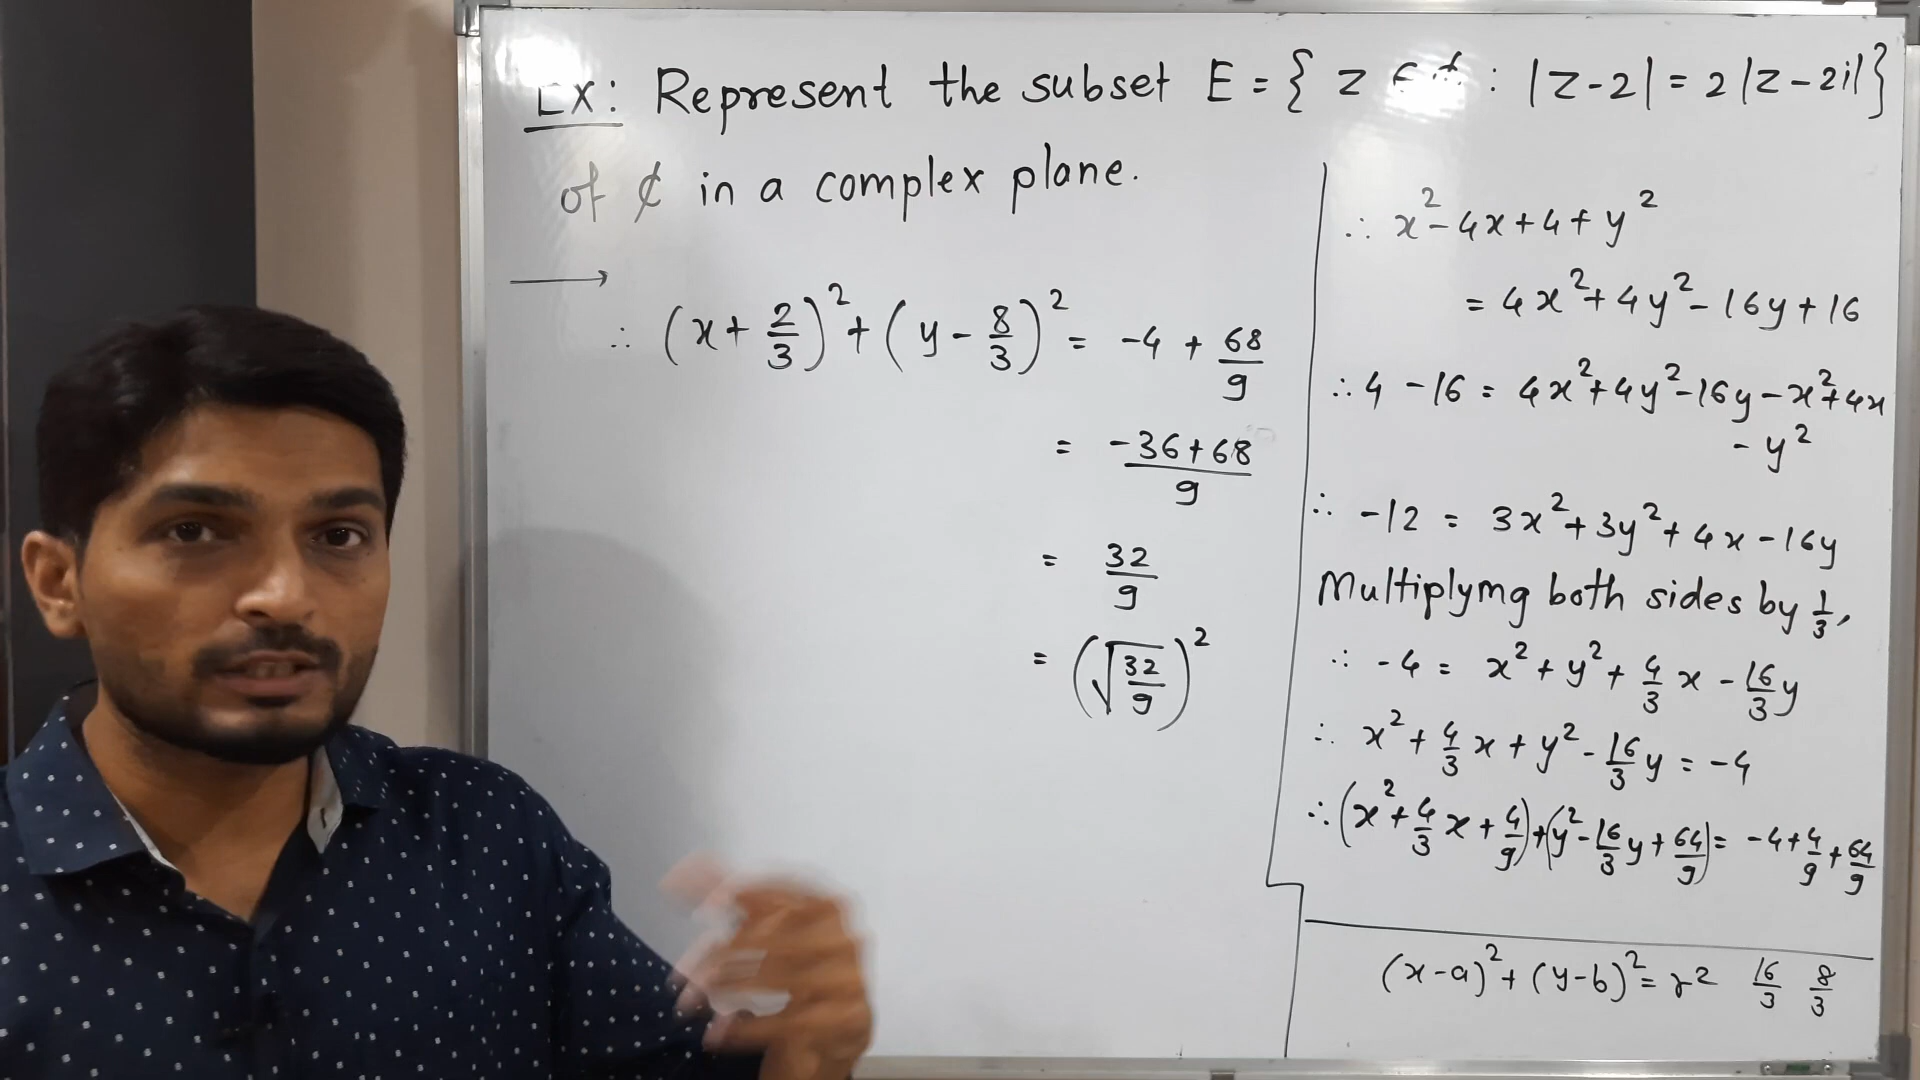 Ex: Represent the subset E = { z ∈ ₵ : |z-2| = 2|z-2i| }
of ₵ in a complex plane.
∴ (x + 2/3)² + (y - 8/3)² = -4 + 68/9
= (-36+68)/9
= 32/9
= (√(32/9))²
∴ x² - 4x + 4 + y²
= 4x² + 4y² - 16y + 16
∴ 4 - 16 = 4x² + 4y² - 16y - x² + 4x
- y²
∴ -12 = 3x² + 3y² + 4x - 16y
Multiplying both sides by 1/3,
∴ -4 = x² + y² + 4/3 x - 16/3 y
∴ x² + 4/3 x + y² - 16/3 y = -4
∴ (x² + 4/3 x + 4/9) + (y² - 16/3 y + 64/9) = -4 + 4/9 + 64/9
(x-a)² + (y-b)² = r² 16/3 8/3